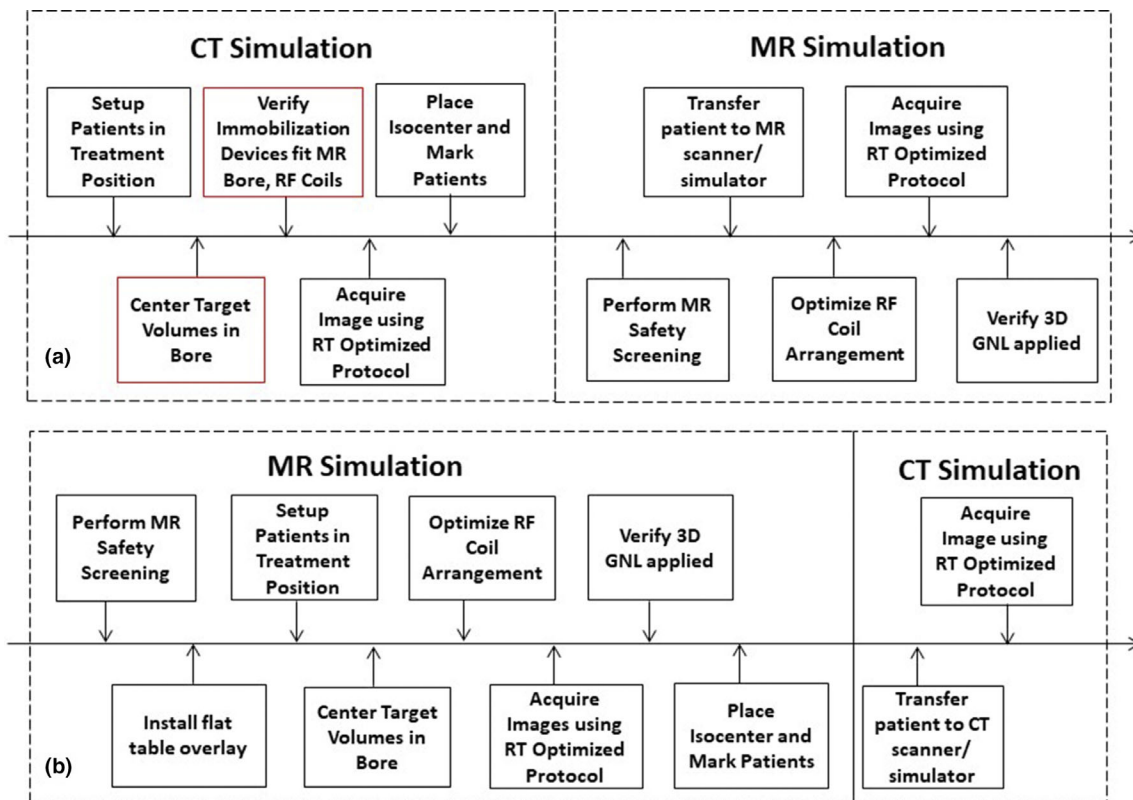 CT Simulation
MR Simulation
Setup
Patients in
Treatment
Position
Verify
Immobilization
Devices fit MR
Bore, RF Coils
Place
Isocenter and
Mark
Patients
Transfer
patient to MR
scanner/
simulator
Acquire
Images using
RT Optimized
Protocol
Center Target
Volumes in
Bore
Acquire
Image using
RT Optimized
Protocol
Perform MR
Safety
Screening
Optimize RF
Coil
Arrangement
Verify 3D
GNL applied
(a)
MR Simulation
CT Simulation
Perform MR
Safety
Screening
Setup
Patients in
Treatment
Position
Optimize RF
Coil
Arrangement
Verify 3D
GNL applied
Acquire
Image using
RT Optimized
Protocol
Install flat
table overlay
Center Target
Volumes in
Bore
Acquire
Images using
RT Optimized
Protocol
Place
Isocenter and
Mark Patients
Transfer
patient to CT
scanner/
simulator
(b)